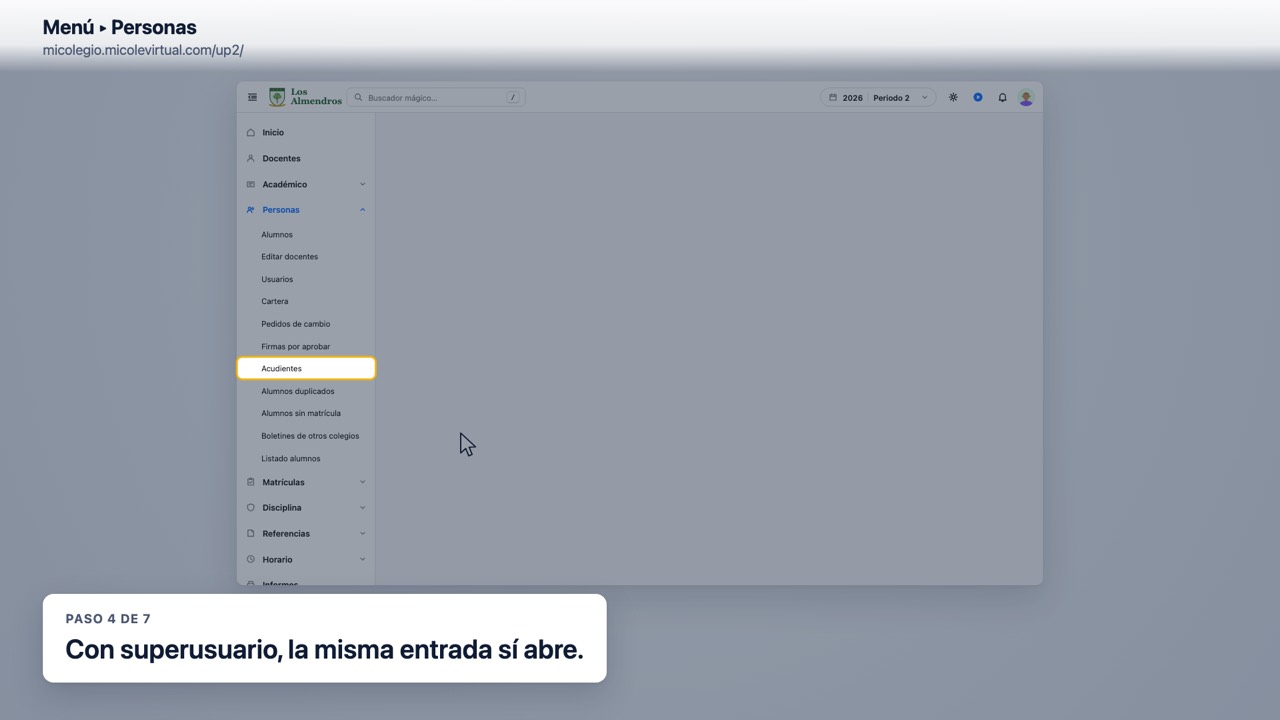 Menú ▸ Personas
micolegio.micolevirtual.com/up2/
Los Almendros
Buscador mágico...
/
2026 Periodo 2
Inicio
Docentes
Académico
Personas
Alumnos
Editar docentes
Usuarios
Cartera
Pedidos de cambio
Firmas por aprobar
Acudientes
Alumnos duplicados
Alumnos sin matrícula
Boletines de otros colegios
Listado alumnos
Matrículas
Disciplina
Referencias
Horario
Informes
PASO 4 DE 7
Con superusuario, la misma entrada sí abre.